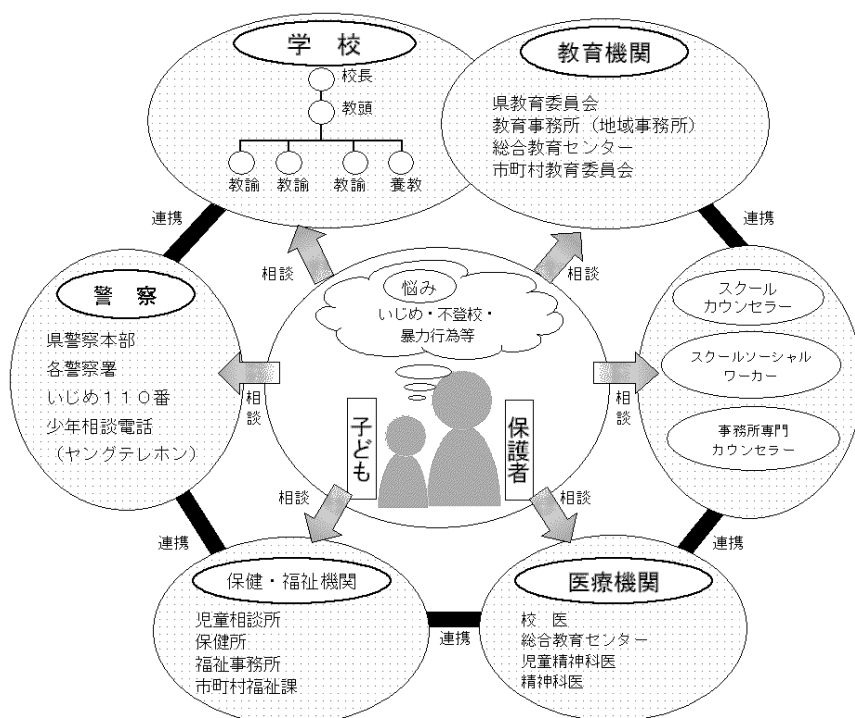 学　校
校長
教頭
教諭　教諭　教諭　養教
教育機関
県教育委員会
教育事務所（地域事務所）
総合教育センター
市町村教育委員会
連携
連携
相談
相談
悩み
いじめ・不登校・
暴力行為等
警　察
県警察本部
各警察署
いじめ１１０番
少年相談電話
（ヤングテレホン）
相談
相談
スクール
カウンセラー
スクールソーシャル
ワーカー
事務所専門
カウンセラー
子ども
保護者
相談
相談
連携
連携
保健・福祉機関
児童相談所
保健所
福祉事務所
市町村福祉課
連携
医療機関
校　医
総合教育センター
児童精神科医
精神科医